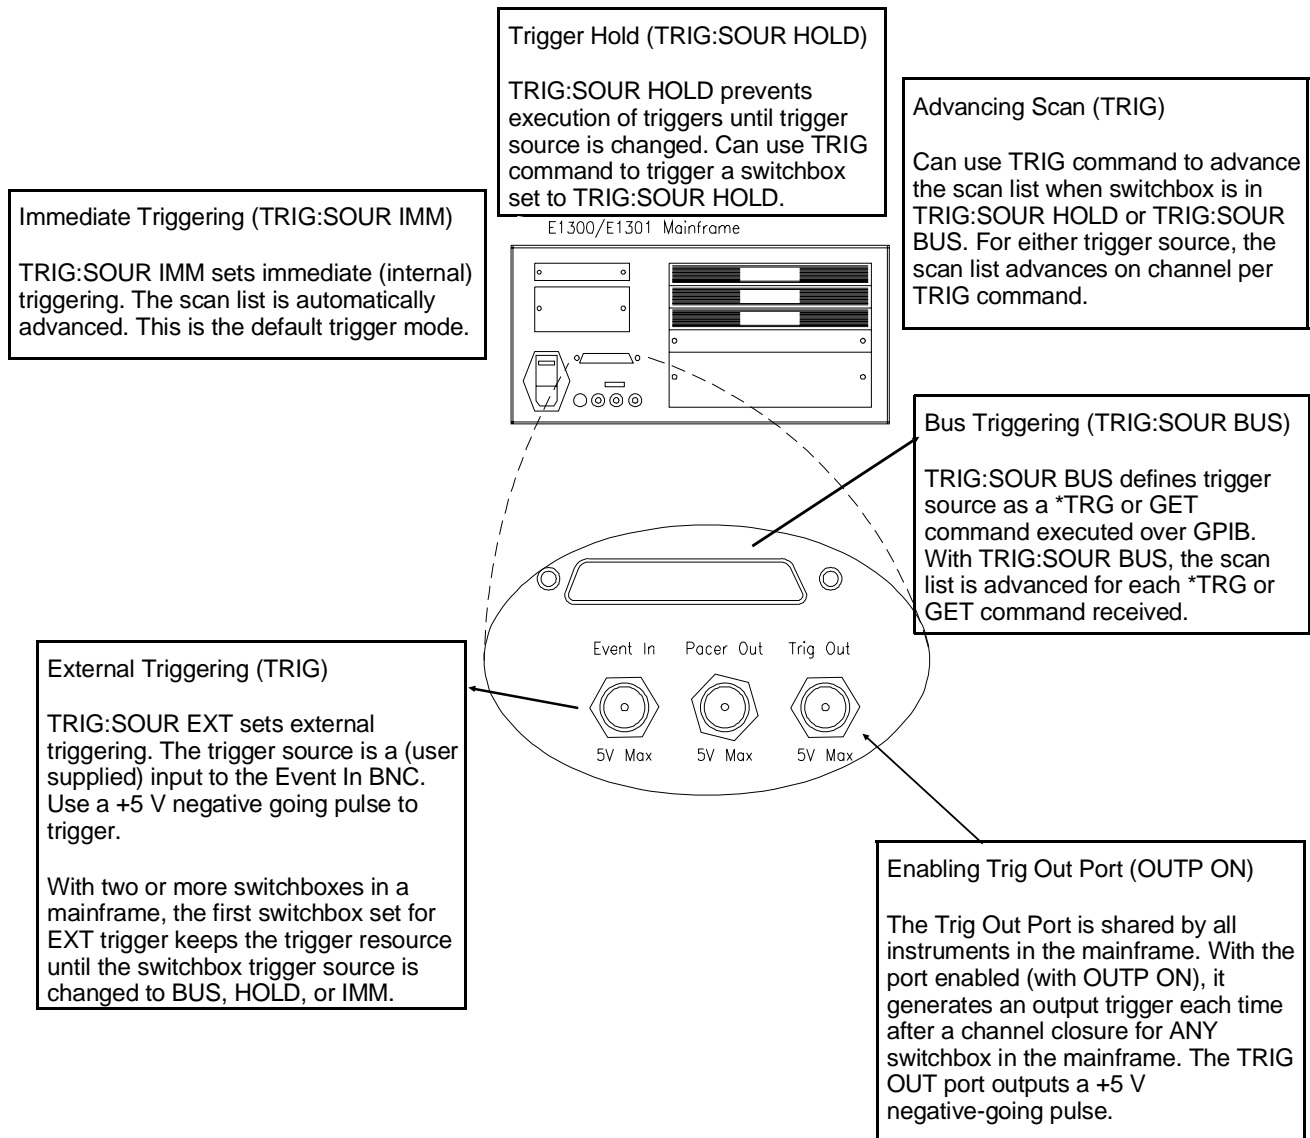 Trigger Hold (TRIG:SOUR HOLD)
TRIG:SOUR HOLD prevents
execution of triggers until trigger
source is changed. Can use TRIG
command to trigger a switchbox
set to TRIG:SOUR HOLD.
Advancing Scan (TRIG)
Can use TRIG command to advance
the scan list when switchbox is in
TRIG:SOUR HOLD or TRIG:SOUR
BUS. For either trigger source, the
scan list advances on channel per
TRIG command.
Immediate Triggering (TRIG:SOUR IMM)
TRIG:SOUR IMM sets immediate (internal)
triggering. The scan list is automatically
advanced. This is the default trigger mode.
E1300/E1301 Mainframe
Bus Triggering (TRIG:SOUR BUS)
TRIG:SOUR BUS defines trigger
source as a *TRG or GET
command executed over GPIB.
With TRIG:SOUR BUS, the scan
list is advanced for each *TRG or
GET command received.
Event In
Pacer Out
Trig Out
5V Max
5V Max
5V Max
External Triggering (TRIG)
TRIG:SOUR EXT sets external
triggering. The trigger source is a (user
supplied) input to the Event In BNC.
Use a +5 V negative going pulse to
trigger.
With two or more switchboxes in a
mainframe, the first switchbox set for
EXT trigger keeps the trigger resource
until the switchbox trigger source is
changed to BUS, HOLD, or IMM.
Enabling Trig Out Port (OUTP ON)
The Trig Out Port is shared by all
instruments in the mainframe. With the
port enabled (with OUTP ON), it
generates an output trigger each time
after a channel closure for ANY
switchbox in the mainframe. The TRIG
OUT port outputs a +5 V
negative-going pulse.